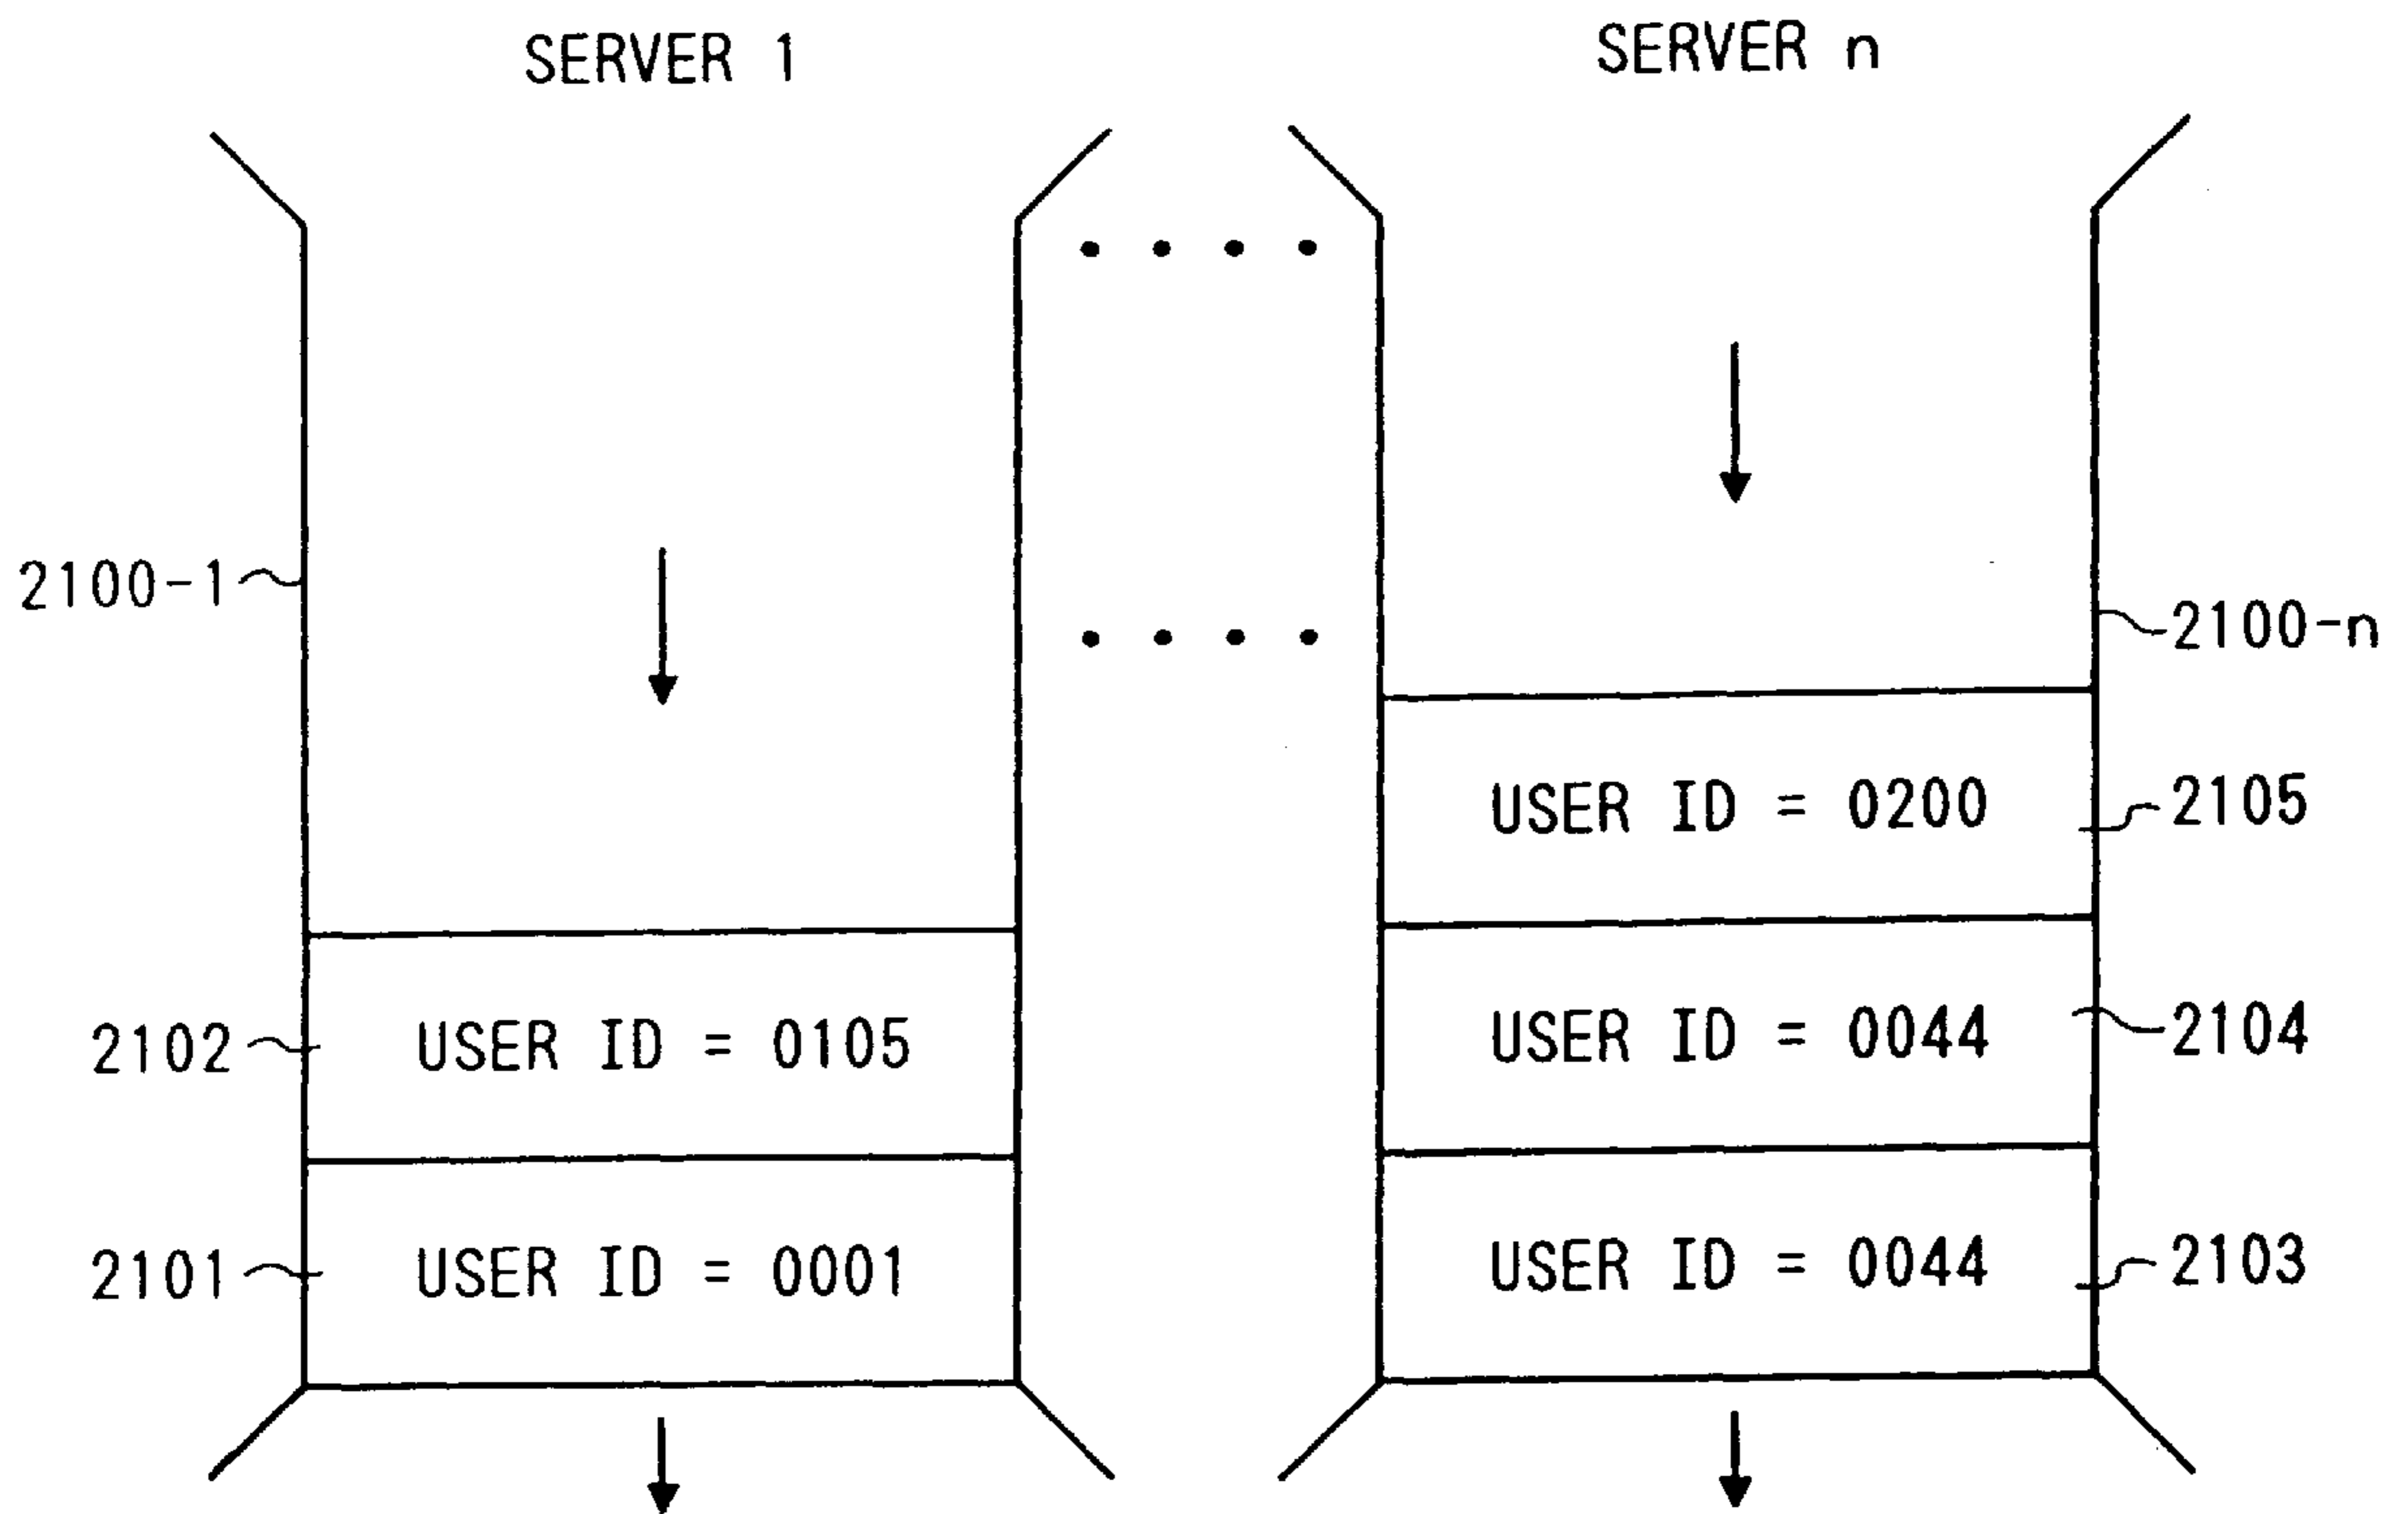 SERVER 1
SERVER n
2100-1
2100-n
USER ID = 0200
2105
2102
USER ID = 0105
USER ID = 0044
2104
2101
USER ID = 0001
USER ID = 0044
2103